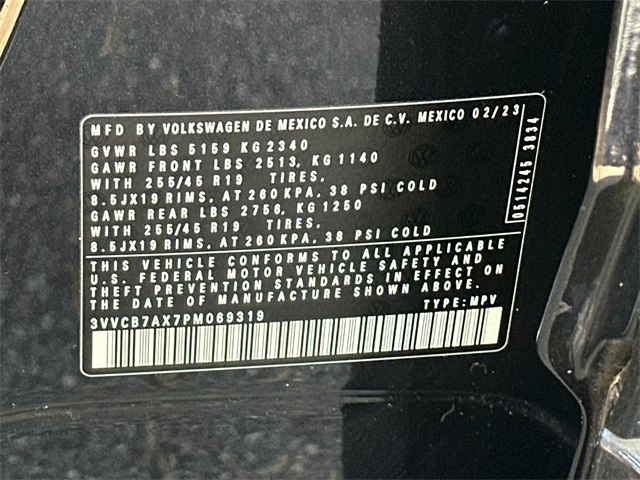 MFD BY VOLKSWAGEN DE MEXICO S.A. DE C.V. MEXICO 02/23
GVWR LBS 5159 KG 2340
GAWR FRONT LBS 2513, KG 1140
WITH 255/45 R19 TIRES,
8.5JX19 RIMS, AT 260 KPA, 38 PSI COLD
GAWR REAR LBS 2756, KG 1250
WITH 255/45 R19 TIRES,
8.5JX19 RIMS, AT 260 KPA, 38 PSI COLD
THIS VEHICLE CONFORMS TO ALL APPLICABLE
U.S. FEDERAL MOTOR VEHICLE SAFETY AND
THEFT PREVENTION STANDARDS IN EFFECT ON
THE DATE OF MANUFACTURE SHOWN ABOVE.
3VVCB7AX7PM069319 TYPE: MPV
0514245 3834